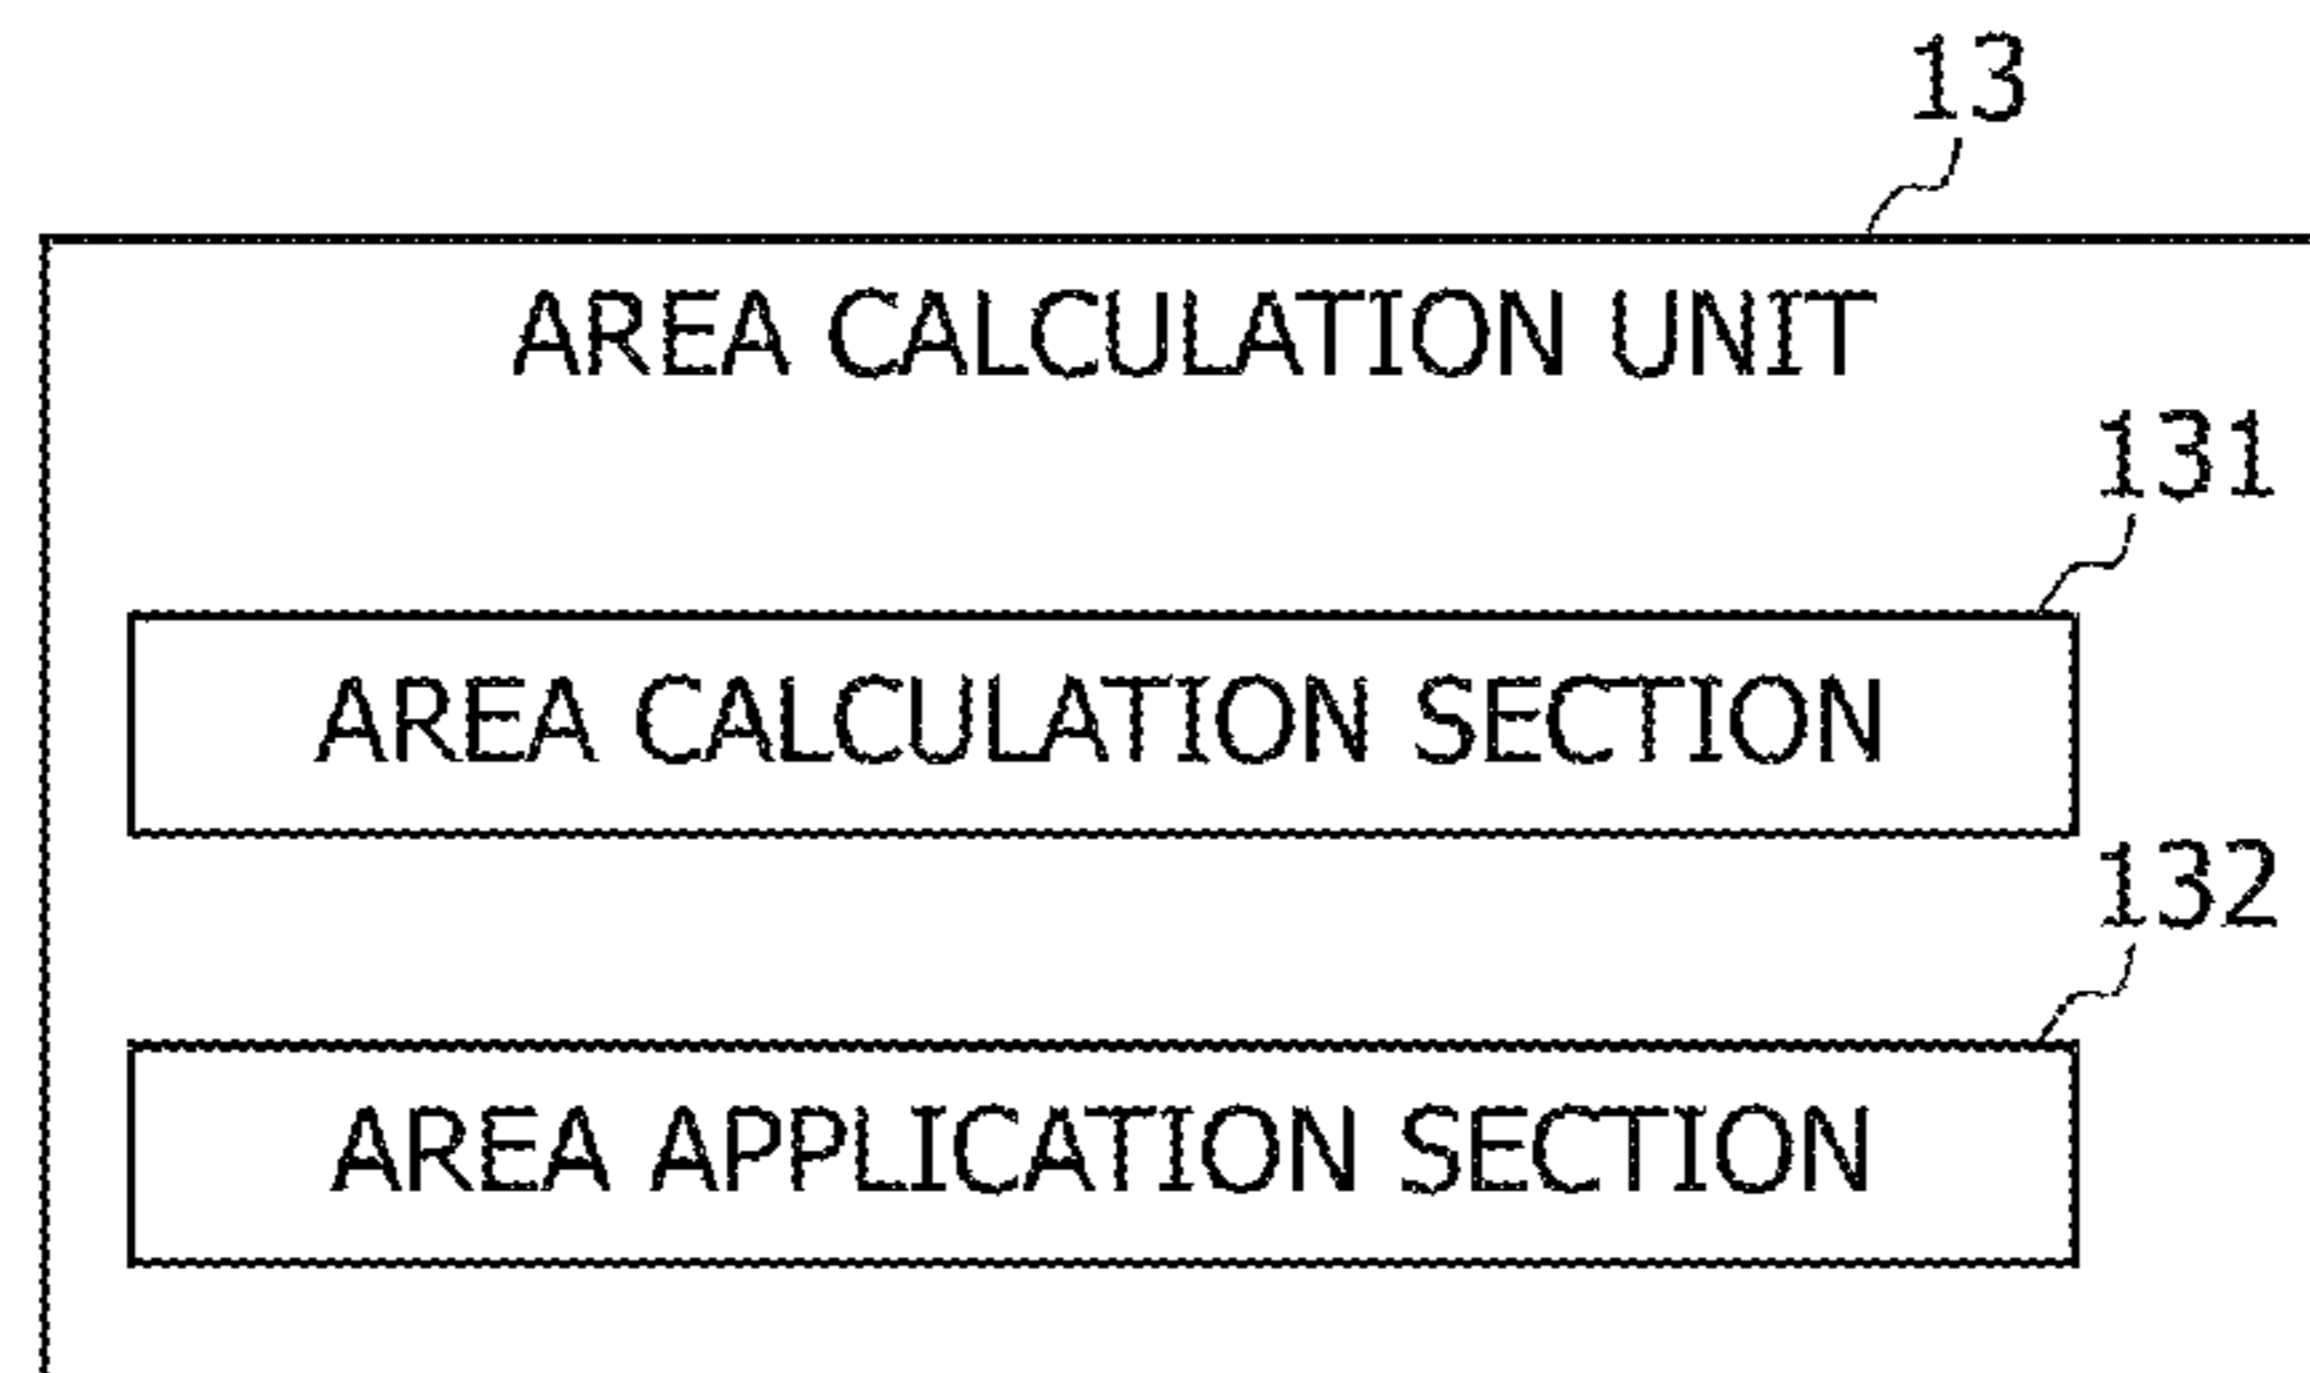 13
AREA CALCULATION UNIT
131
AREA CALCULATION SECTION
132
AREA APPLICATION SECTION